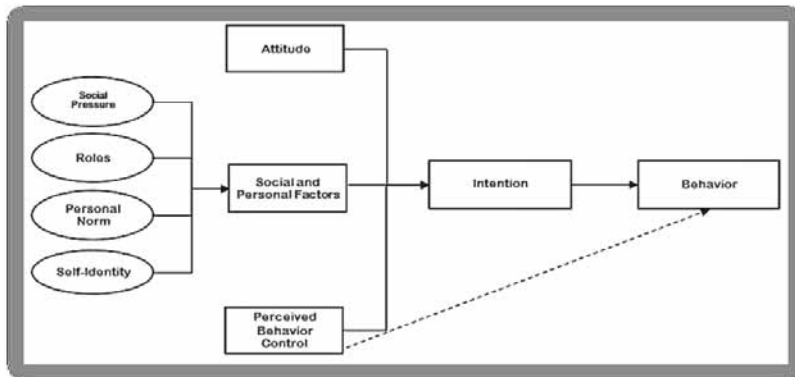 Attitude
Social
Pressure
Roles
Personal
Norm
Self-Identity
Social and
Personal Factors
Perceived
Behavior
Control
Intention
Behavior